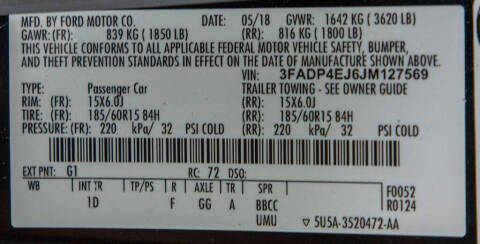 MFD. BY FORD MOTOR CO. DATE: 05/18 GVWR: 1642 KG ( 3620 LB)
GAWR: (FR): 839 KG ( 1850 LB) (RR): 816 KG ( 1800 LB)
THIS VEHICLE CONFORMS TO ALL APPLICABLE FEDERAL MOTOR VEHICLE SAFETY, BUMPER,
AND THEFT PREVENTION STANDARDS IN EFFECT ON THE DATE OF MANUFACTURE SHOWN ABOVE.
VIN: 3FADP4EJ6JM127569
TYPE: Passenger Car TRAILER TOWING - SEE OWNER GUIDE
RIM: (FR): 15X6.0J (RR): 15X6.0J
TIRE: (FR): 185/60R15 84H (RR): 185/60R15 84H
PRESSURE: (FR): 220 kPa/ 32 PSI COLD (RR): 220 kPa/ 32 PSI COLD
EXT PNT: G1 RC: 72 DSO:
WB INT TR TP/PS R AXLE TR SPR F0052
1D F GG A BBCC R0124
UMU ▽ 5U5A-3520472-AA